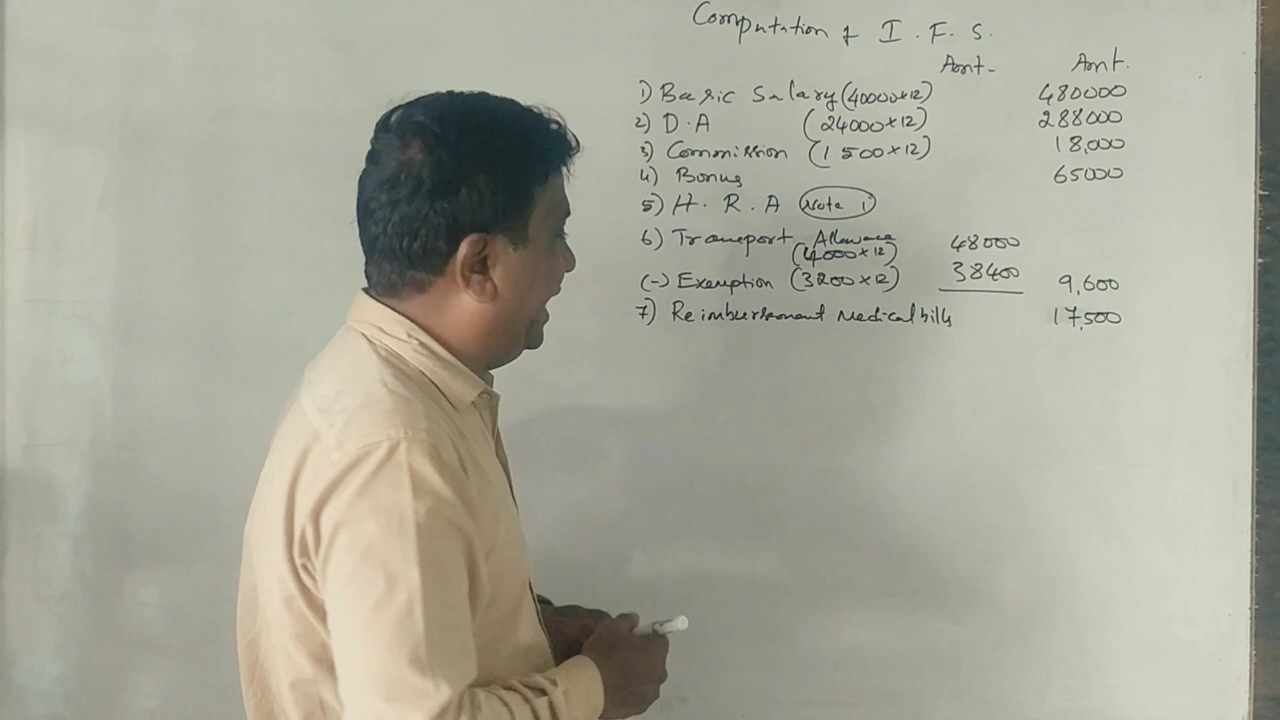 Computation of I.F.S.
Amt- Amt.
1) Basic Salary (40000×12) 480000
2) D.A (24000×12) 288000
3) Commission (1500×12) 18,000
4) Bonus 65000
5) H.R.A (Note 1)
6) Transport Allowance 48000
(4000×12)
(-) Exemption (3200×12) 38400 9,600
7) Reimbursement medical bills 17,500